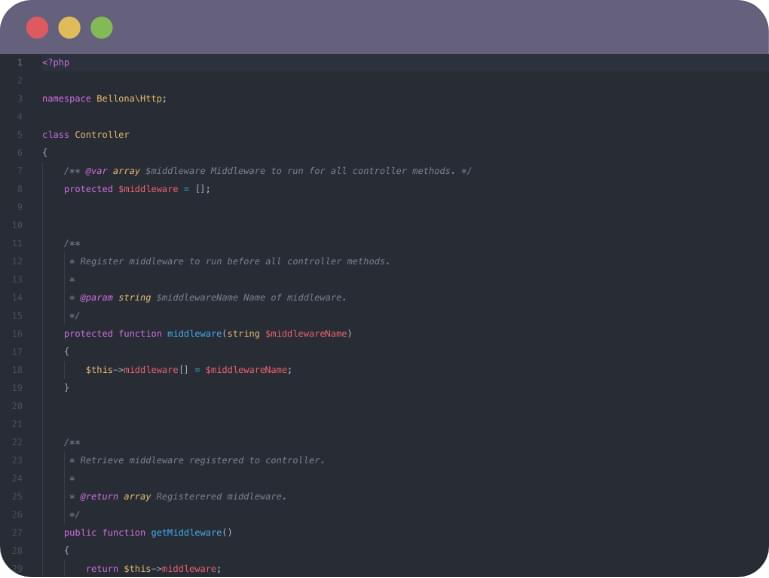 1 <?php
2
3 namespace Bellona\Http;
4
5 class Controller
6 {
7 /** @var array $middleware Middleware to run for all controller methods. */
8 protected $middleware = [];
9
10
11 /**
12 * Register middleware to run before all controller methods.
13 *
14 * @param string $middlewareName Name of middleware.
15 */
16 protected function middleware(string $middlewareName)
17 {
18 $this->middleware[] = $middlewareName;
19 }
20
21
22 /**
23 * Retrieve middleware registered to controller.
24 *
25 * @return array Registerered middleware.
26 */
27 public function getMiddleware()
28 {
29 return $this->middleware;